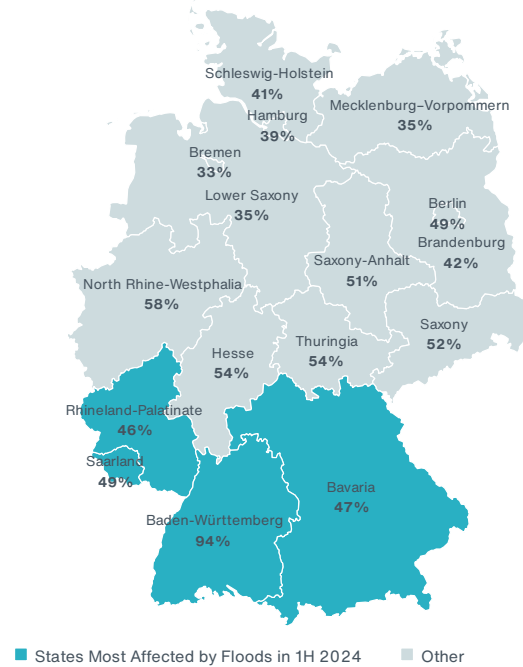 Schleswig-Holstein
41%
Hamburg
39%
Mecklenburg–Vorpommern
35%
Bremen
33%
Lower Saxony
35%
Berlin
49%
Brandenburg
42%
Saxony-Anhalt
51%
North Rhine-Westphalia
58%
Saxony
52%
Thuringia
54%
Hesse
54%
Rhineland-Palatinate
46%
Saarland
49%
Bavaria
47%
Baden-Württemberg
94%
States Most Affected by Floods in 1H 2024
Other